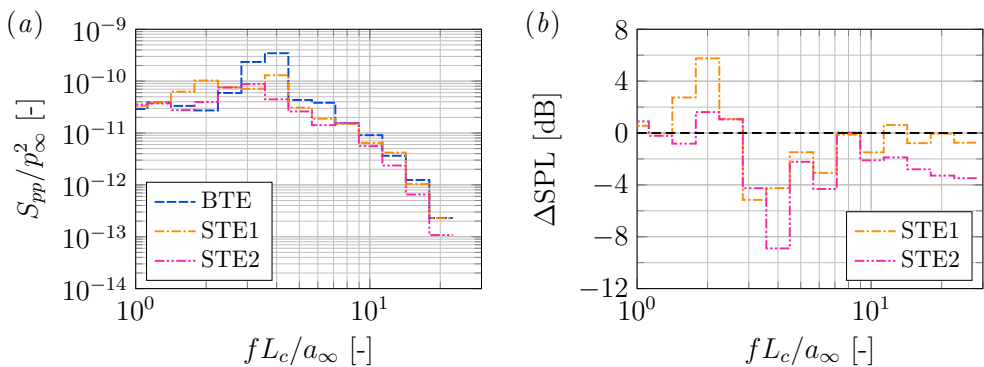 (a)
S_pp/p_∞^2 [-]
10^−9
10^−10
10^−11
10^−12
10^−13
10^−14
BTE
STE1
STE2
10^0
10^1
fL_c/a_∞ [-]
(b)
ΔSPL [dB]
8
4
0
−4
−8
−12
STE1
STE2
10^0
10^1
fL_c/a_∞ [-]